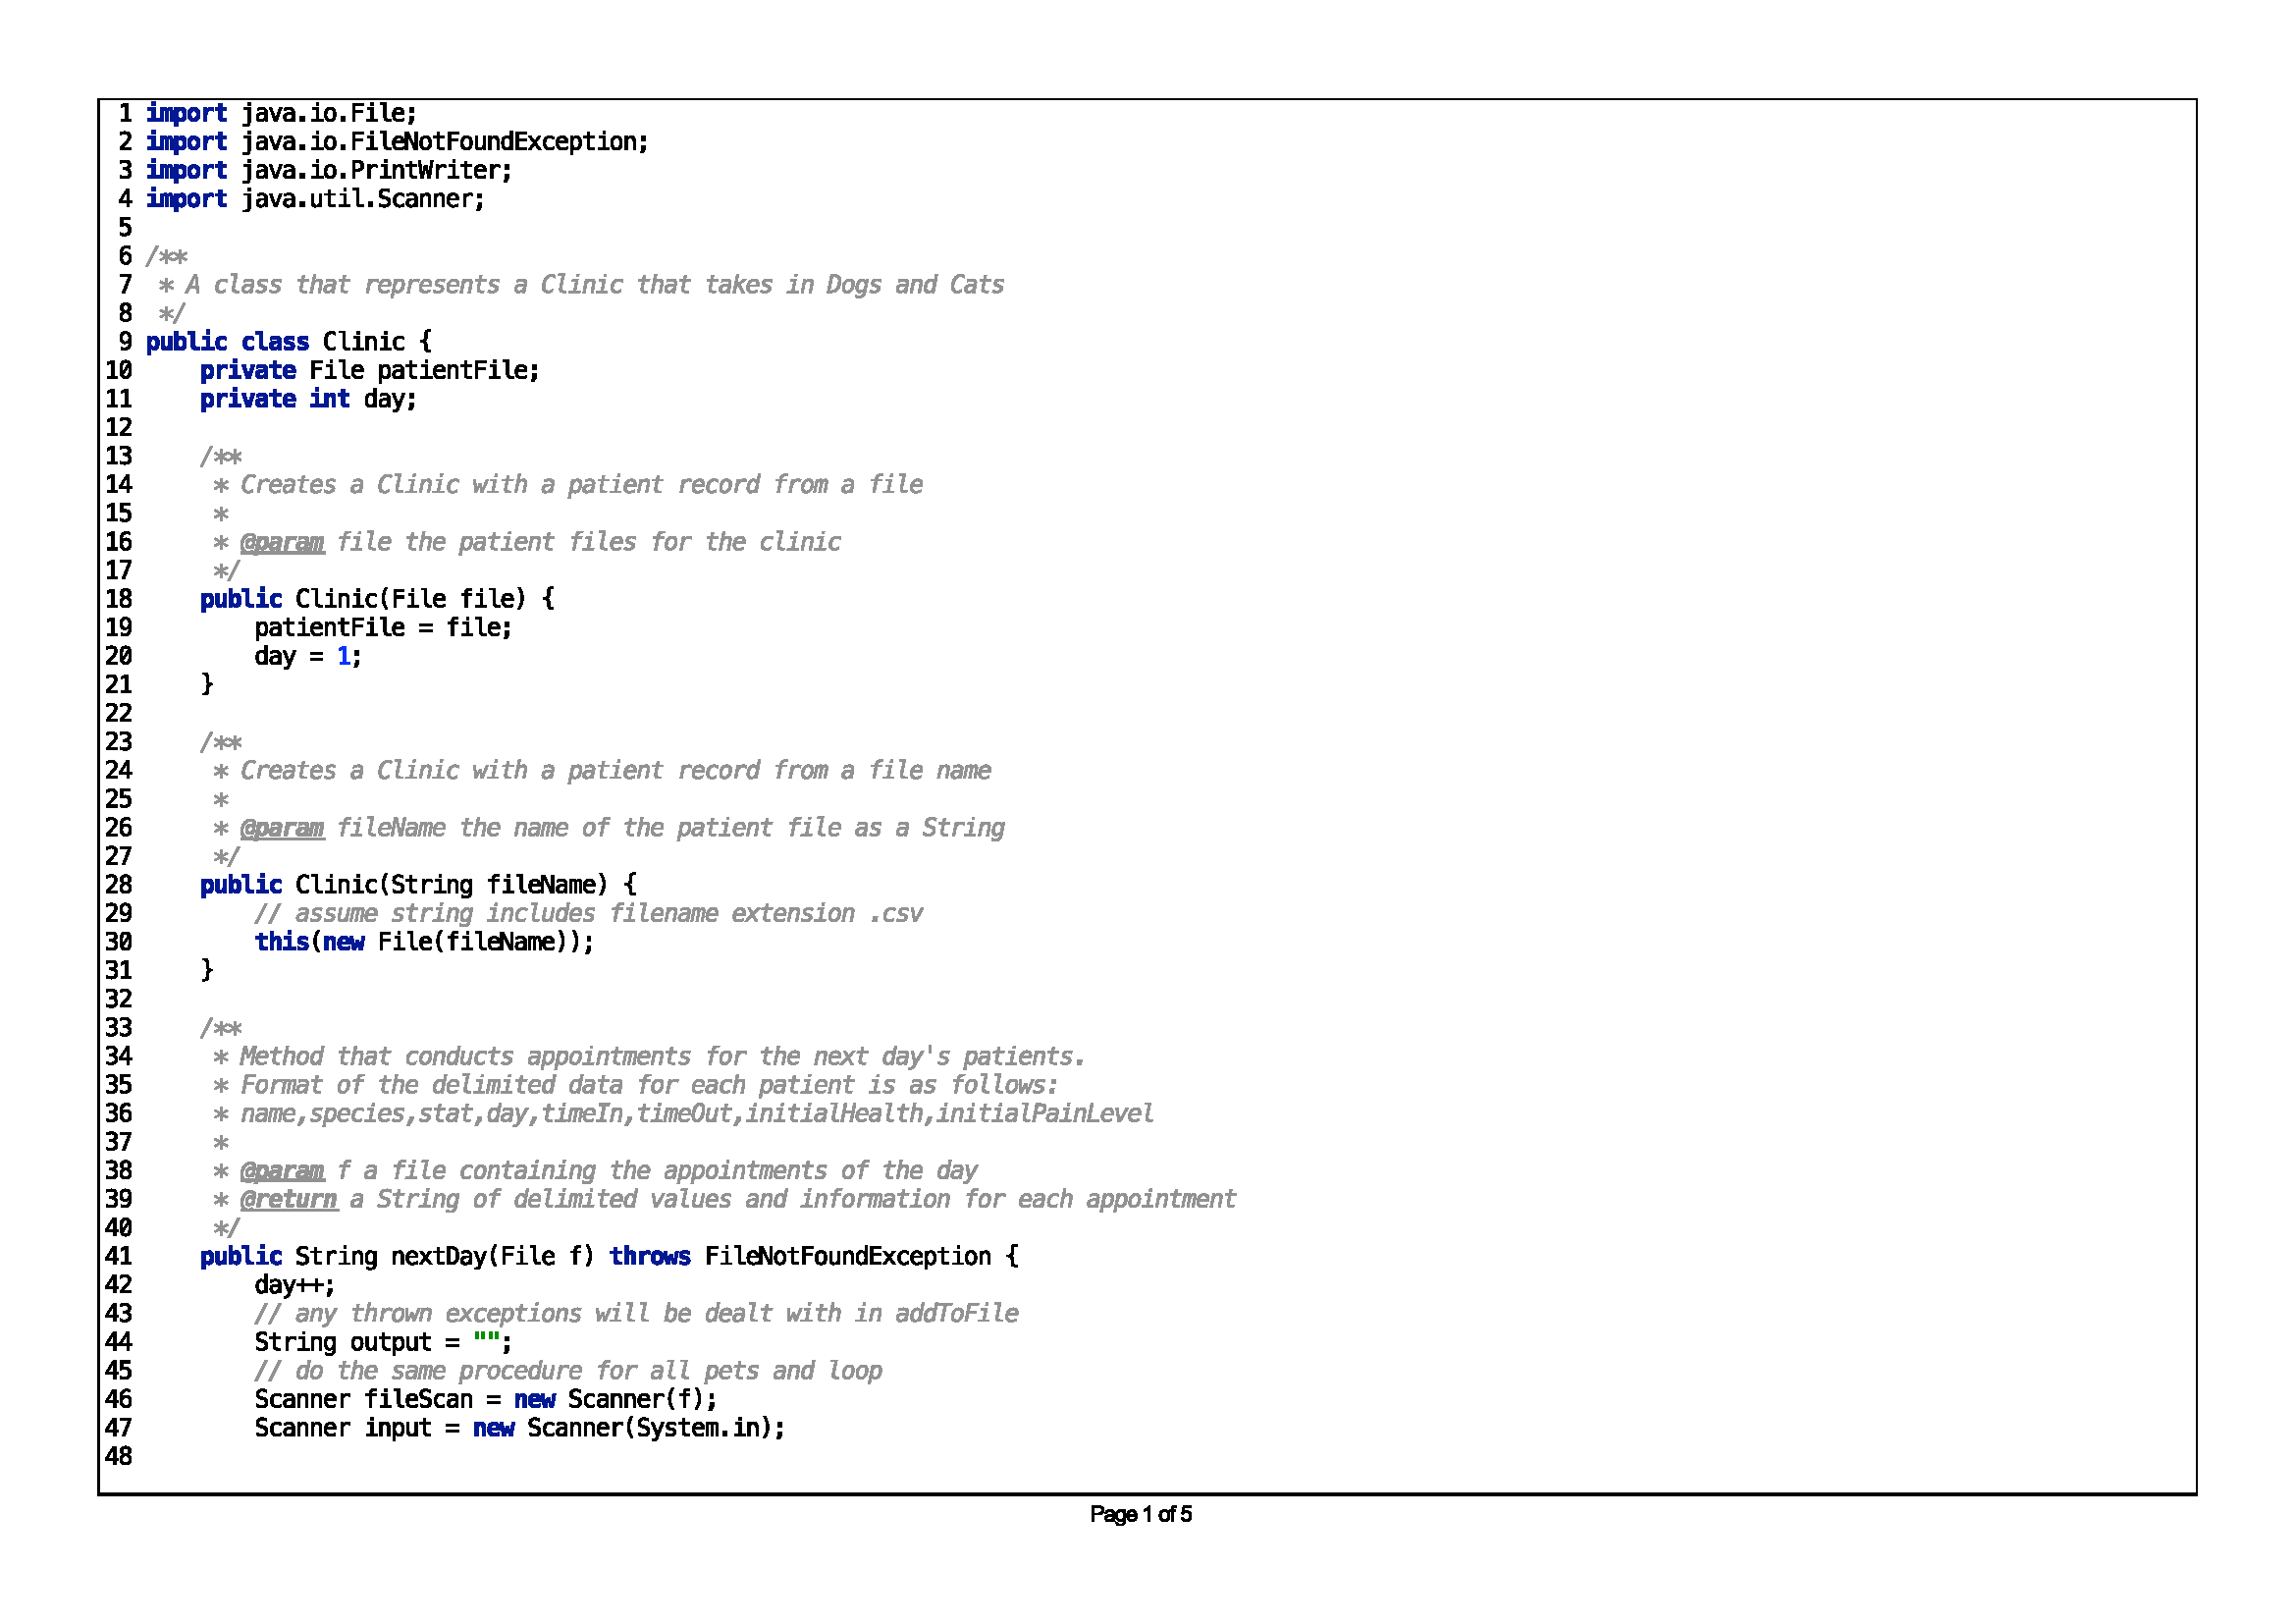 1 import java.io.File;
2 import java.io.FileNotFoundException;
3 import java.io.PrintWriter;
4 import java.util.Scanner;
5
6 /**
7  * A class that represents a Clinic that takes in Dogs and Cats
8  */
9 public class Clinic {
10     private File patientFile;
11     private int day;
12
13     /**
14      * Creates a Clinic with a patient record from a file
15      *
16      * @param file the patient files for the clinic
17      */
18     public Clinic(File file) {
19         patientFile = file;
20         day = 1;
21     }
22
23     /**
24      * Creates a Clinic with a patient record from a file name
25      *
26      * @param fileName the name of the patient file as a String
27      */
28     public Clinic(String fileName) {
29         // assume string includes filename extension .csv
30         this(new File(fileName));
31     }
32
33     /**
34      * Method that conducts appointments for the next day's patients.
35      * Format of the delimited data for each patient is as follows:
36      * name,species,stat,day,timeIn,timeOut,initialHealth,initialPainLevel
37      *
38      * @param f a file containing the appointments of the day
39      * @return a String of delimited values and information for each appointment
40      */
41     public String nextDay(File f) throws FileNotFoundException {
42         day++;
43         // any thrown exceptions will be dealt with in addToFile
44         String output = "";
45         // do the same procedure for all pets and loop
46         Scanner fileScan = new Scanner(f);
47         Scanner input = new Scanner(System.in);
48
Page 1 of 5